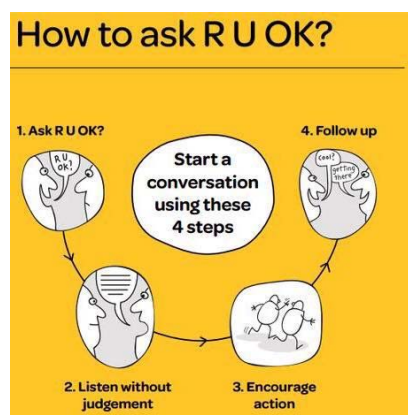 How to ask R U OK?
1. Ask R U OK?
R U
OK?
Start a
conversation
using these
4 steps
4. Follow up
cool?
getting
there
2. Listen without
judgement
3. Encourage
action